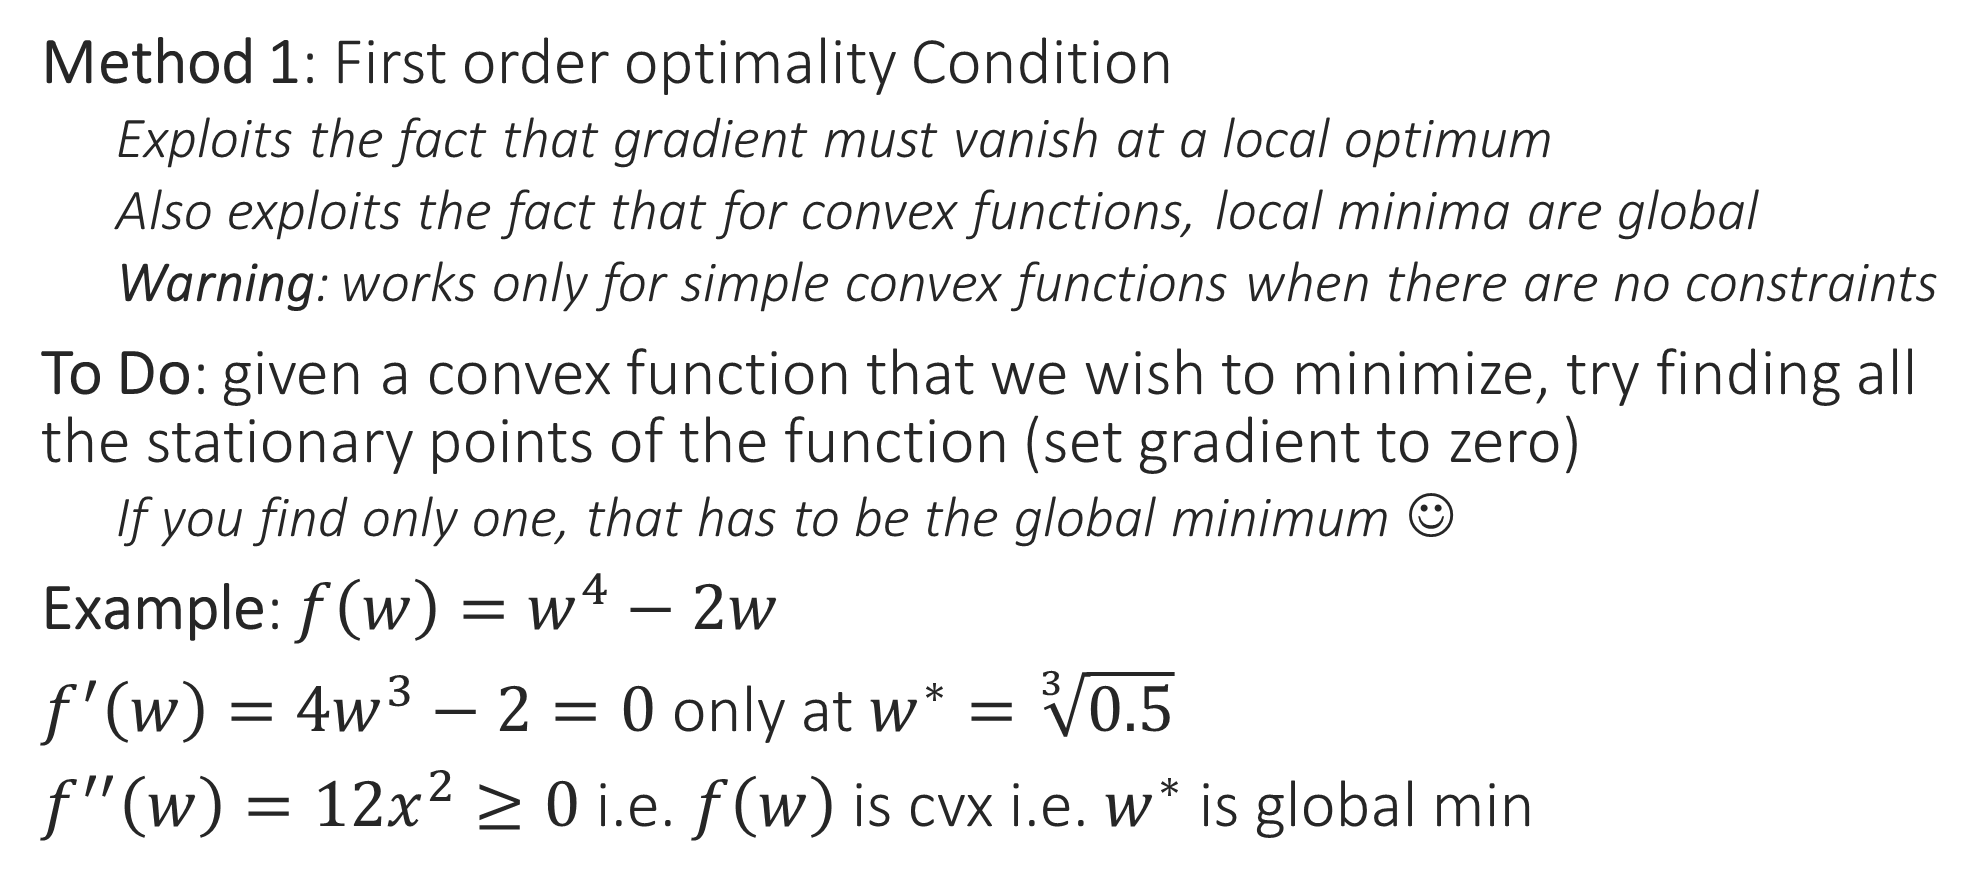 Method 1: First order optimality Condition
Exploits the fact that gradient must vanish at a local optimum
Also exploits the fact that for convex functions, local minima are global
Warning: works only for simple convex functions when there are no constraints
To Do: given a convex function that we wish to minimize, try finding all
the stationary points of the function (set gradient to zero)
If you find only one, that has to be the global minimum ☺
Example: f(w) = w⁴ − 2w
f′(w) = 4w³ − 2 = 0 only at w* = ∛0.5
f′′(w) = 12x² ≥ 0 i.e. f(w) is cvx i.e. w* is global min